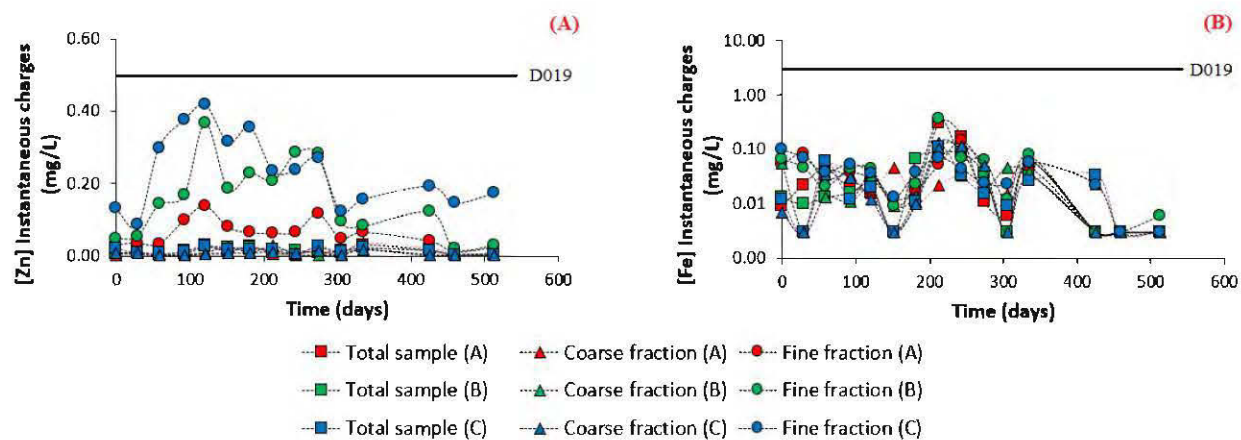 (A)
[Zn] Instantaneous charges
(mg/L)
0.60
0.40
0.20
0.00
D019
0 100 200 300 400 500 600
Time (days)
(B)
[Fe] Instantaneous charges
(mg/L)
10.00
1.00
0.10
0.01
0.00
D019
0 100 200 300 400 500 600
Time (days)
Total sample (A) Coarse fraction (A) Fine fraction (A)
Total sample (B) Coarse fraction (B) Fine fraction (B)
Total sample (C) Coarse fraction (C) Fine fraction (C)